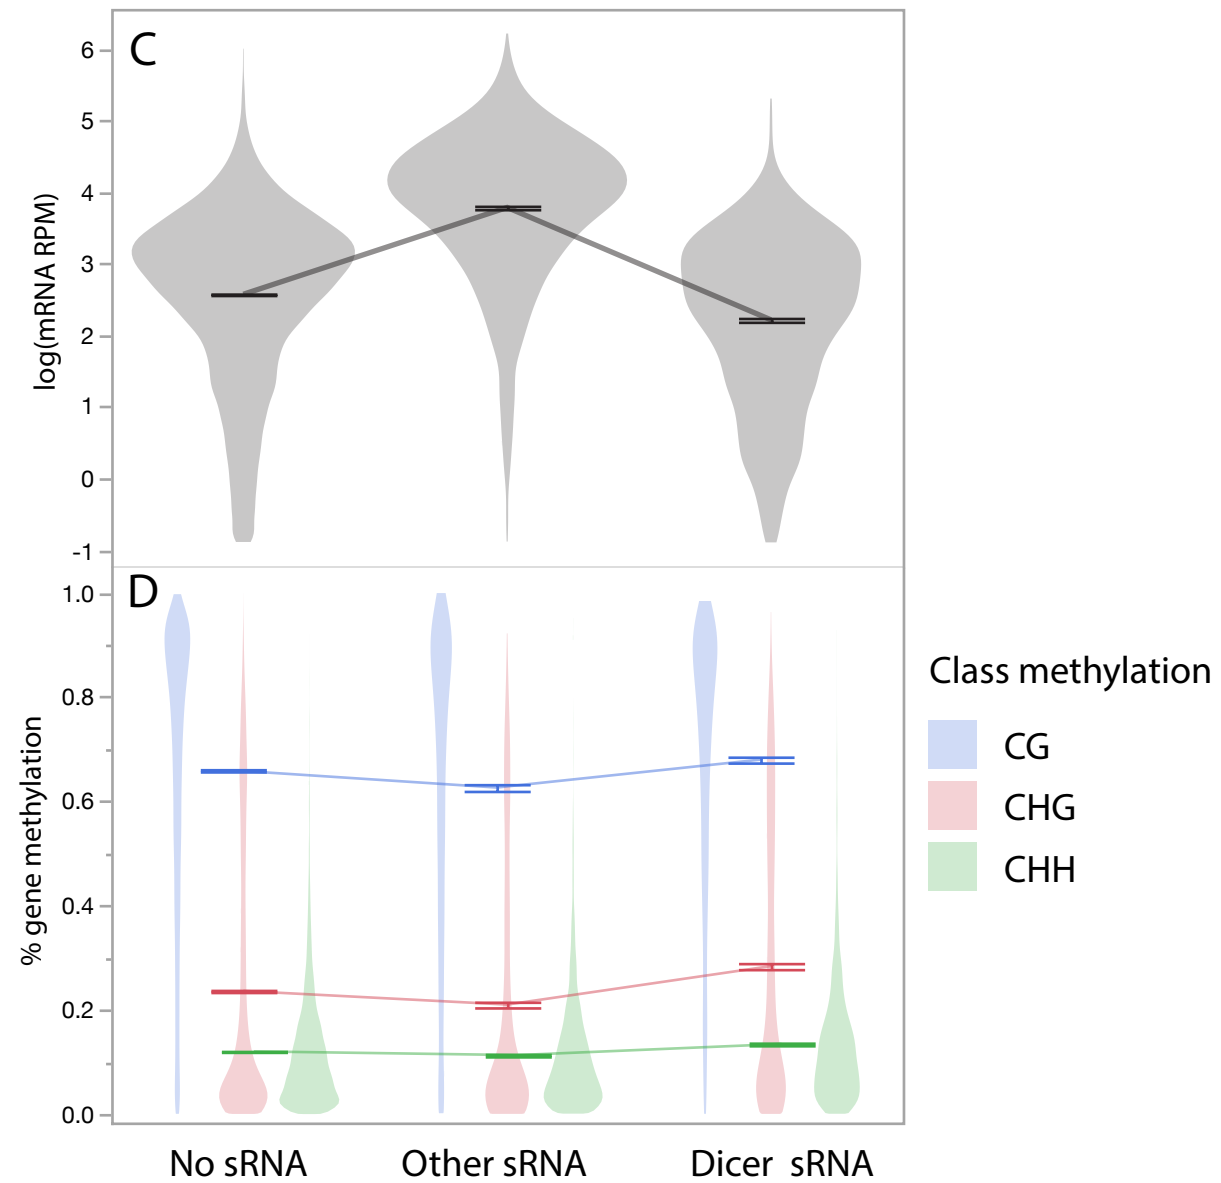 C
log(mRNA RPM)
6
5
4
3
2
1
0
-1
D
% gene methylation
1.0
0.8
0.6
0.4
0.2
0.0
No sRNA
Other sRNA
Dicer sRNA
Class methylation
CG
CHG
CHH